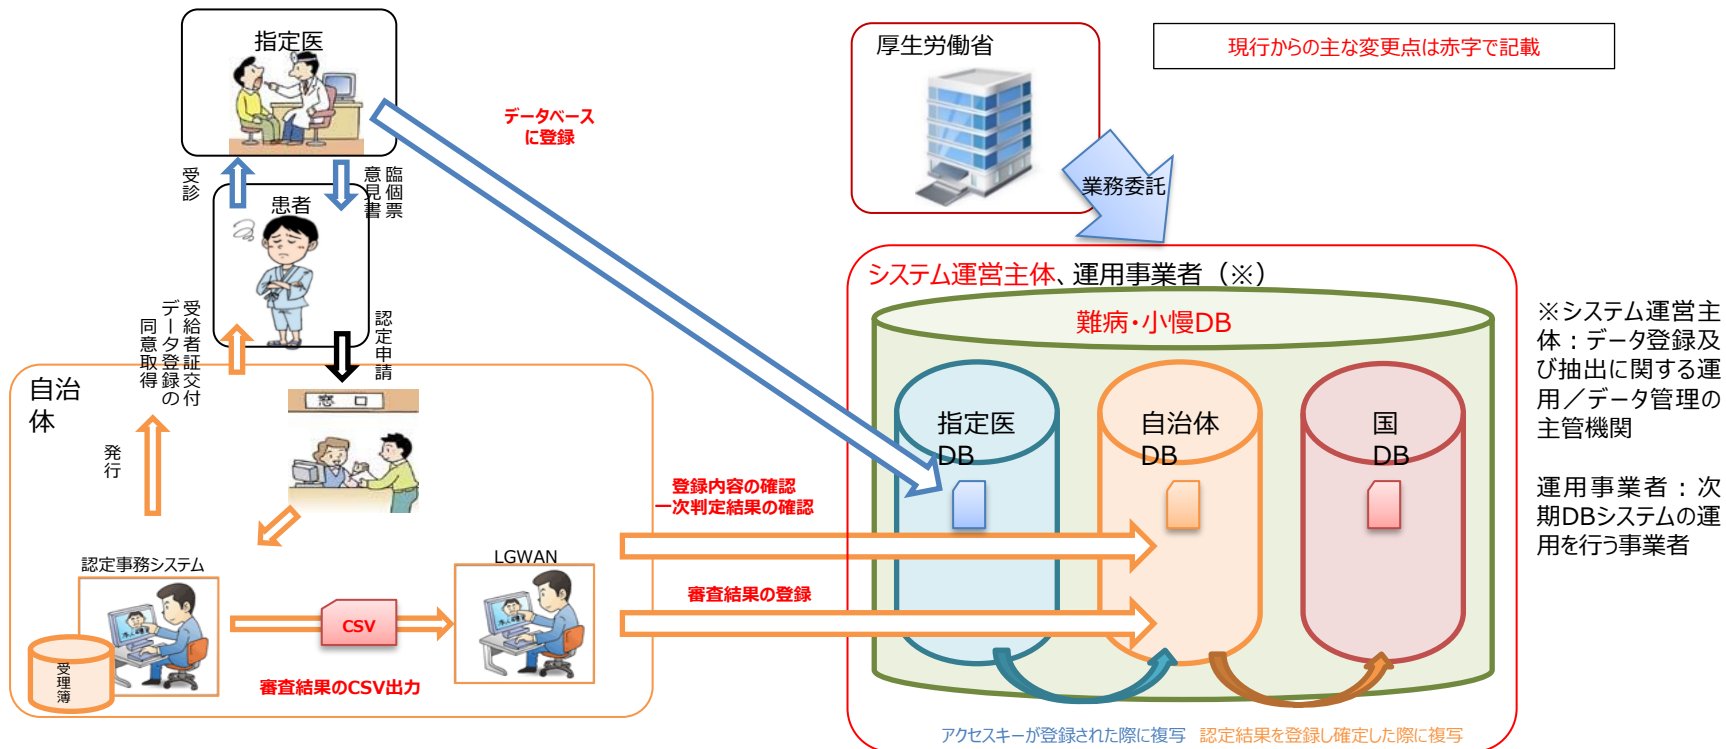 指定医
厚生労働省
現行からの主な変更点は赤字で記載
データベース
に登録
受診
臨個票
意見書
患者
業務委託
システム運営主体、運用事業者（※）
難病・小慢DB
※システム運営主
体：データ登録及
び抽出に関する運
用／データ管理の
主管機関
運用事業者：次
期DBシステムの運
用を行う事業者
受給者証交付
データ登録の
同意取得
認定申請
自治
体
窓 口
発行
指定医
DB
自治体
DB
国
DB
登録内容の確認
一次判定結果の確認
認定事務システム
LGWAN
審査結果の登録
CSV
受理簿
審査結果のCSV出力
アクセスキーが登録された際に複写
認定結果を登録し確定した際に複写